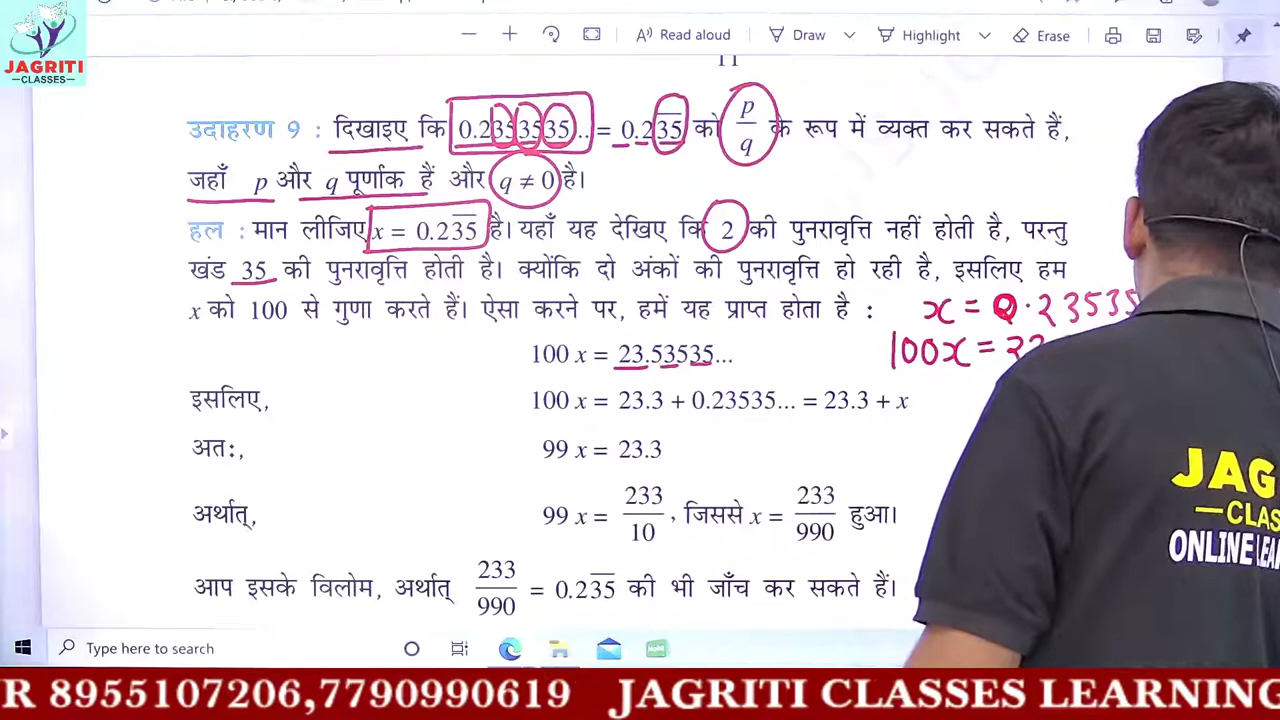 JAGRITI
—CLASSES—
Read aloud
Draw
Highlight
Erase
उदाहरण 9 : दिखाइए कि 0.2353535... = 0.235̅ को p/q के रूप में व्यक्त कर सकते हैं,
जहाँ p और q पूर्णाक हैं और q ≠ 0 है।
हल : मान लीजिए x = 0.23̅5̅ है। यहाँ यह देखिए कि 2 की पुनरावृत्ति नहीं होती है, परन्तु
खंड 35 की पुनरावृत्ति होती है। क्योंकि दो अंकों की पुनरावृत्ति हो रही है, इसलिए हम
x को 100 से गुणा करते हैं। ऐसा करने पर, हमें यह प्राप्त होता है :
x = 0.23535
100 x = 23.53535...
100x = 
इसलिए, 100 x = 23.3 + 0.23535... = 23.3 + x
अतः, 99 x = 23.3
अर्थात्, 99 x = 233/10 , जिससे x = 233/990 हुआ।
आप इसके विलोम, अर्थात् 233/990 = 0.23̅5̅ की भी जाँच कर सकते हैं।
JAG
—CLAS
ONLINE LEA
Type here to search
R 8955107206,7790990619 JAGRITI CLASSES LEARNING